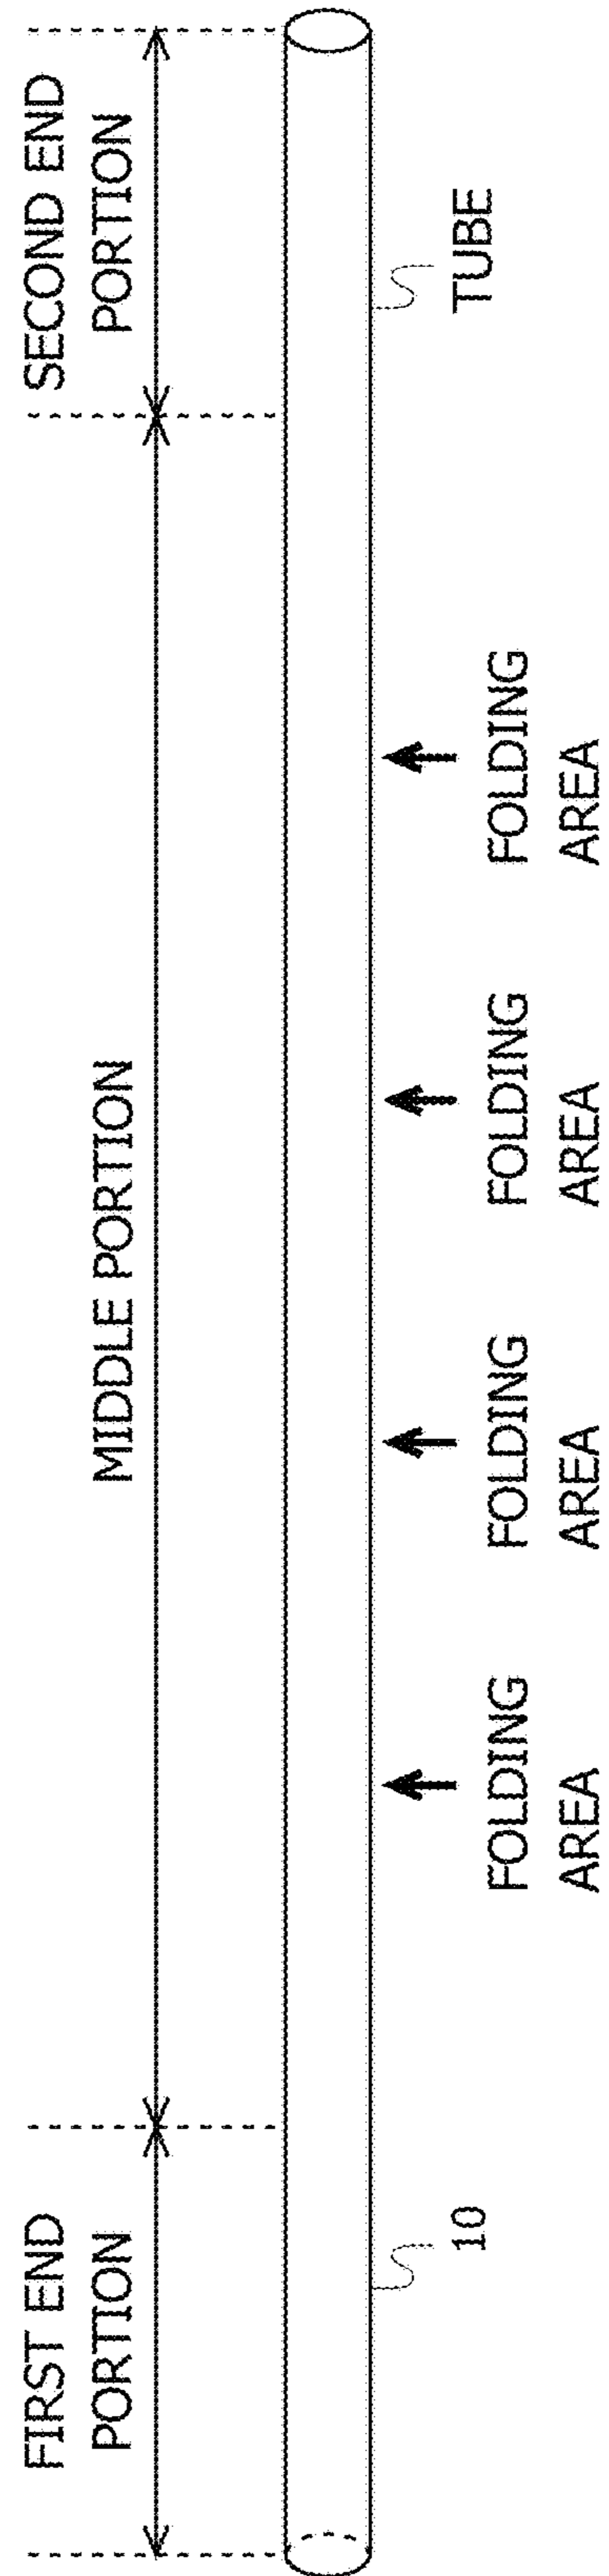 FIRST END
PORTION
MIDDLE PORTION
SECOND END
PORTION
10
FOLDING
AREA
FOLDING
AREA
FOLDING
AREA
FOLDING
AREA
TUBE